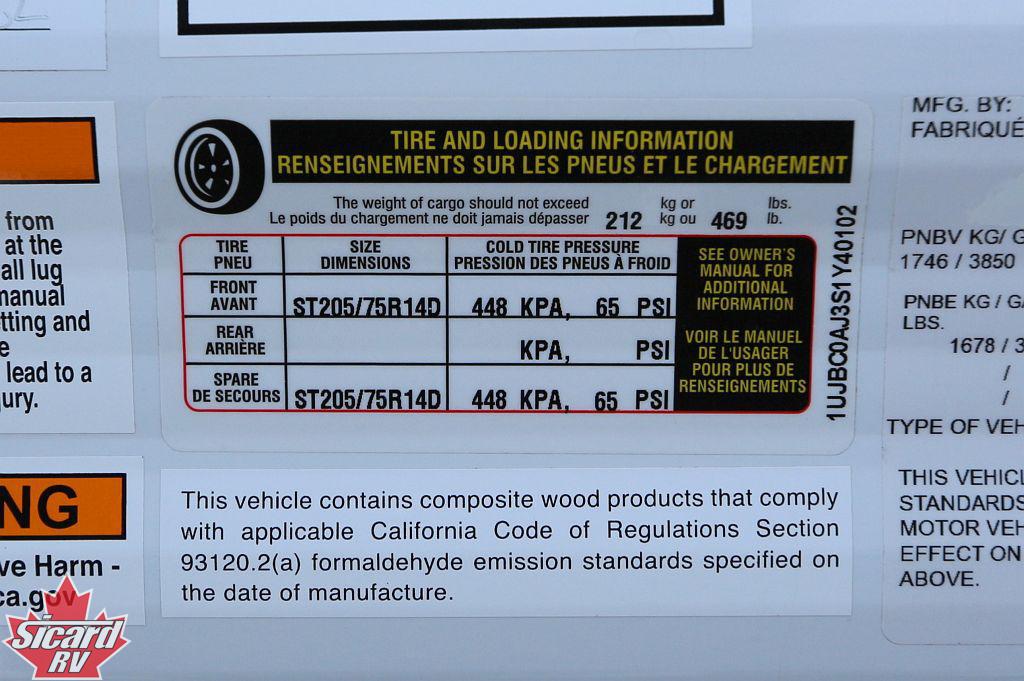 TIRE AND LOADING INFORMATION
RENSEIGNEMENTS SUR LES PNEUS ET LE CHARGEMENT
The weight of cargo should not exceed kg or lbs.
Le poids du chargement ne doit jamais dépasser 212 kg ou 469 lb.
TIRE SIZE COLD TIRE PRESSURE
PNEU DIMENSIONS PRESSION DES PNEUS À FROID
FRONT
AVANT ST205/75R14D 448 KPA, 65 PSI
REAR
ARRIÈRE KPA, PSI
SPARE
DE SECOURS ST205/75R14D 448 KPA, 65 PSI
SEE OWNER'S
MANUAL FOR
ADDITIONAL
INFORMATION
VOIR LE MANUEL
DE L'USAGER
POUR PLUS DE
RENSEIGNEMENTS
1UJBC0AJ3S1Y40102
This vehicle contains composite wood products that comply
with applicable California Code of Regulations Section
93120.2(a) formaldehyde emission standards specified on
the date of manufacture.
from
at the
all lug
manual
tting and
e
lead to a
ury.
NG
ve Harm -
ca.gov
Sicard
RV
MFG. BY:
FABRIQUÉ
PNBV KG/ G
1746 / 3850
PNBE KG / GA
LBS.
1678 / 3
/
/
TYPE OF VEH
THIS VEHICL
STANDARDS
MOTOR VEH
EFFECT ON
ABOVE.